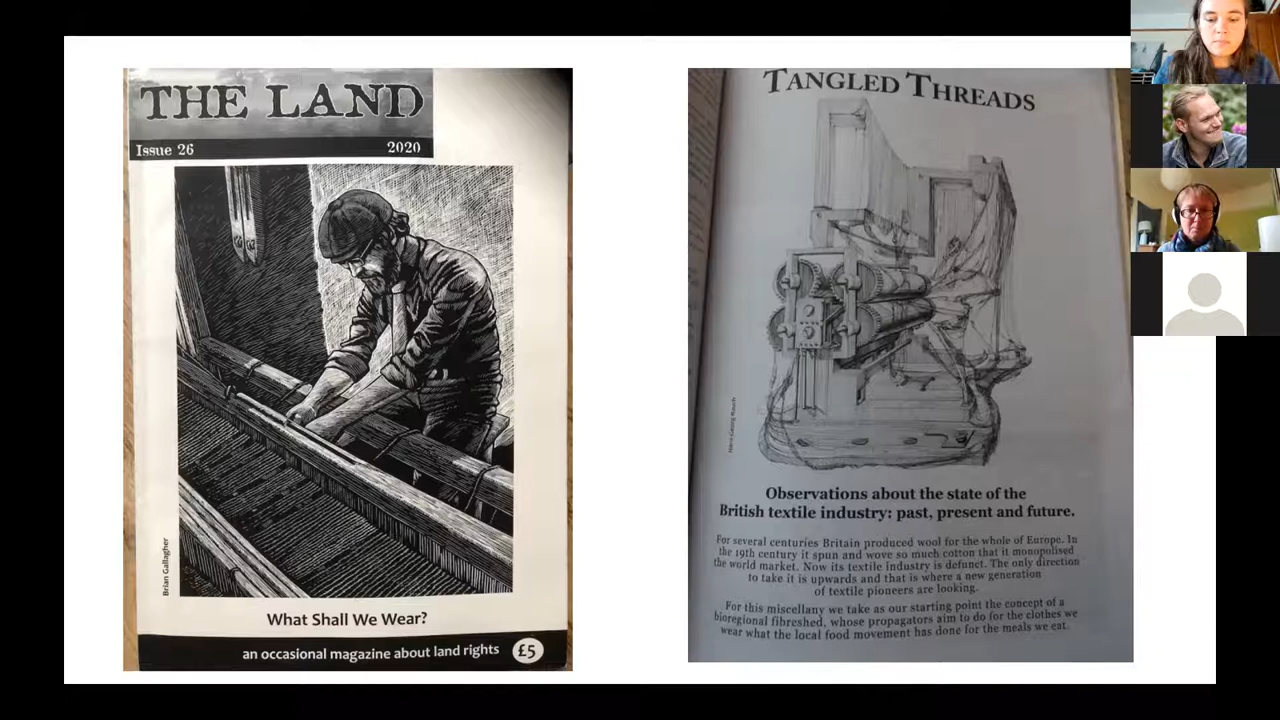 THE LAND
Issue 26 2020
Brian Gallagher
What Shall We Wear?
an occasional magazine about land rights £5
TANGLED THREADS
Observations about the state of the
British textile industry: past, present and future.
For several centuries Britain produced wool for the whole of Europe. In
the 19th century it spun and wove so much cotton that it monopolised
the world market. Now its textile industry is defunct. The only direction
to take it is upwards and that is where a new generation
of textile pioneers are looking.
For this miscellany we take as our starting point the concept of a
bioregional fibreshed, whose propagators aim to do for the clothes we
wear what the local food movement has done for the meals we eat.